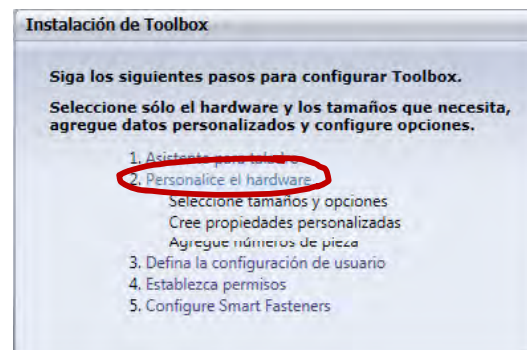 Instalación de Toolbox
Siga los siguientes pasos para configurar Toolbox.
Seleccione sólo el hardware y los tamaños que necesita,
agregue datos personalizados y configure opciones.
1. Asistente para taladro
2. Personalice el hardware
Seleccione tamaños y opciones
Cree propiedades personalizadas
Agregue números de pieza
3. Defina la configuración de usuario
4. Establezca permisos
5. Configure Smart Fasteners